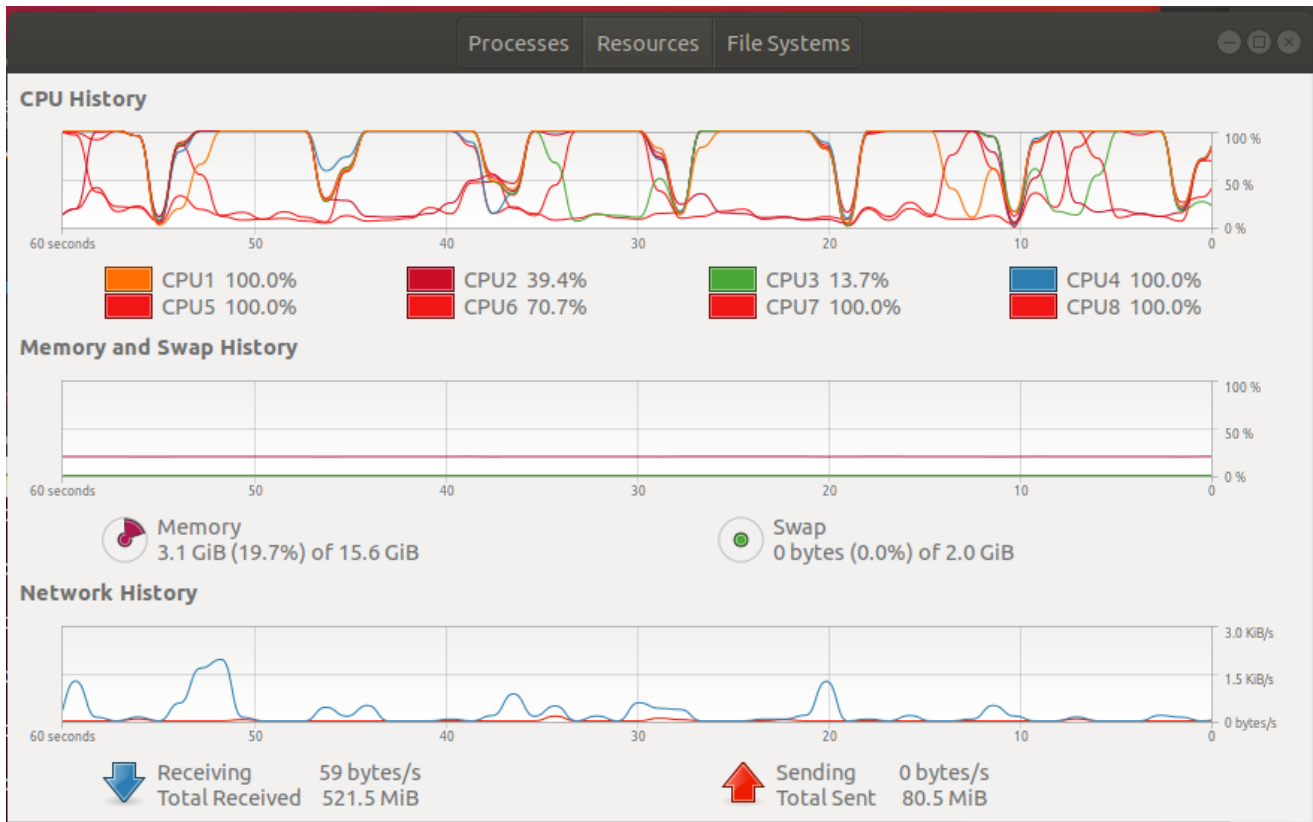 Processes Resources File Systems
CPU History
100 %
50 %
0 %
60 seconds 50 40 30 20 10 0
CPU1 100.0% CPU2 39.4% CPU3 13.7% CPU4 100.0%
CPU5 100.0% CPU6 70.7% CPU7 100.0% CPU8 100.0%
Memory and Swap History
100 %
50 %
0 %
60 seconds 50 40 30 20 10 0
Memory Swap
3.1 GiB (19.7%) of 15.6 GiB 0 bytes (0.0%) of 2.0 GiB
Network History
3.0 KiB/s
1.5 KiB/s
0 bytes/s
60 seconds 50 40 30 20 10 0
Receiving 59 bytes/s Sending 0 bytes/s
Total Received 521.5 MiB Total Sent 80.5 MiB